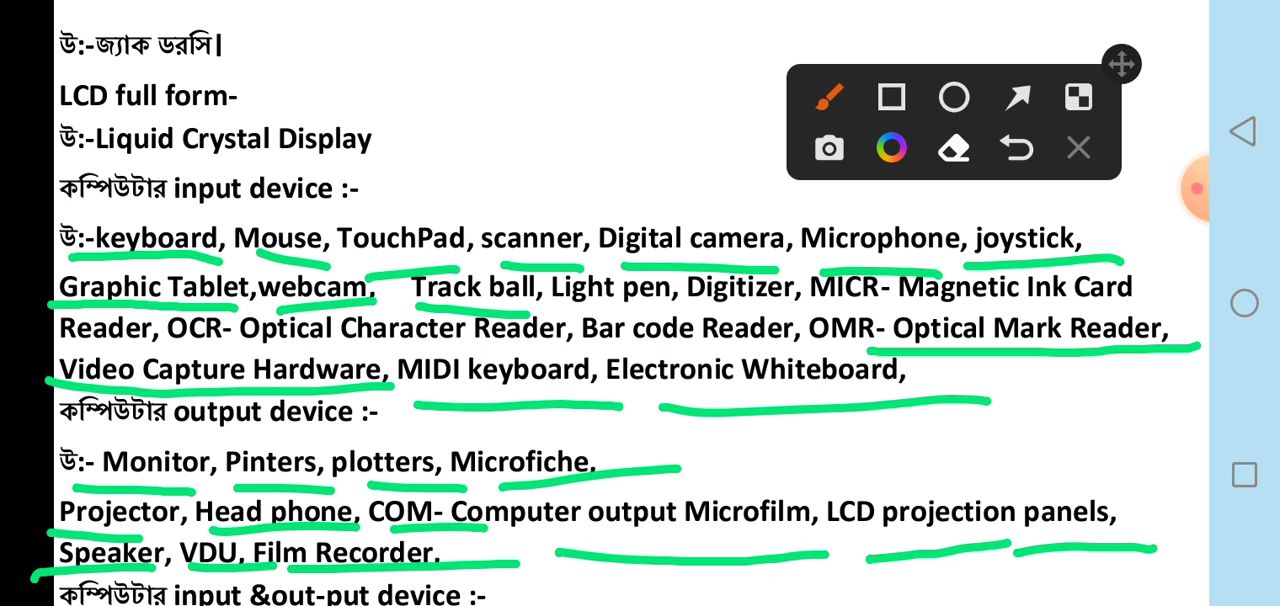 উ:-জ্যাক ডরসি।
LCD full form-
উ:-Liquid Crystal Display
কম্পিউটার input device :-
উ:-keyboard, Mouse, TouchPad, scanner, Digital camera, Microphone, joystick,
Graphic Tablet,webcam. Track ball, Light pen, Digitizer, MICR- Magnetic Ink Card
Reader, OCR- Optical Character Reader, Bar code Reader, OMR- Optical Mark Reader,
Video Capture Hardware, MIDI keyboard, Electronic Whiteboard,
কম্পিউটার output device :-
উ:- Monitor, Pinters, plotters, Microfiche.
Projector, Head phone, COM- Computer output Microfilm, LCD projection panels,
Speaker, VDU, Film Recorder.
কম্পিউটার input &out-put device :-